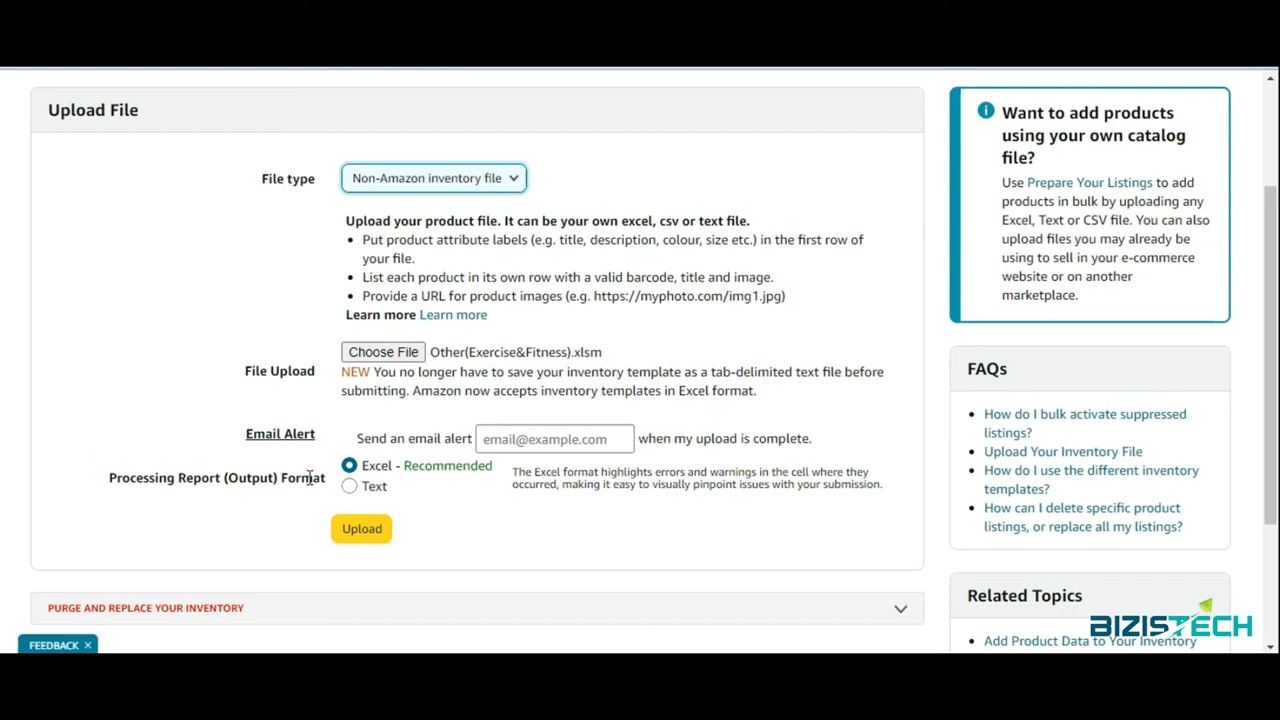 Upload File
File type
Non-Amazon inventory file
Upload your product file. It can be your own excel, csv or text file.
• Put product attribute labels (e.g. title, description, colour, size etc.) in the first row of
your file.
• List each product in its own row with a valid barcode, title and image.
• Provide a URL for product images (e.g. https://myphoto.com/img1.jpg)
Learn more Learn more
Choose File Other(Exercise&Fitness).xlsm
File Upload
NEW You no longer have to save your inventory template as a tab-delimited text file before
submitting. Amazon now accepts inventory templates in Excel format.
Email Alert
Send an email alert email@example.com when my upload is complete.
Processing Report (Output) Format
Excel - Recommended
Text
The Excel format highlights errors and warnings in the cell where they
occurred, making it easy to visually pinpoint issues with your submission.
Upload
PURGE AND REPLACE YOUR INVENTORY
FEEDBACK ×
Want to add products
using your own catalog
file?
Use Prepare Your Listings to add
products in bulk by uploading any
Excel, Text or CSV file. You can also
upload files you may already be
using to sell in your e-commerce
website or on another
marketplace.
FAQs
• How do I bulk activate suppressed
listings?
• Upload Your Inventory File
• How do I use the different inventory
templates?
• How can I delete specific product
listings, or replace all my listings?
Related Topics
• Add Product Data to Your Inventory
BIZISTECH